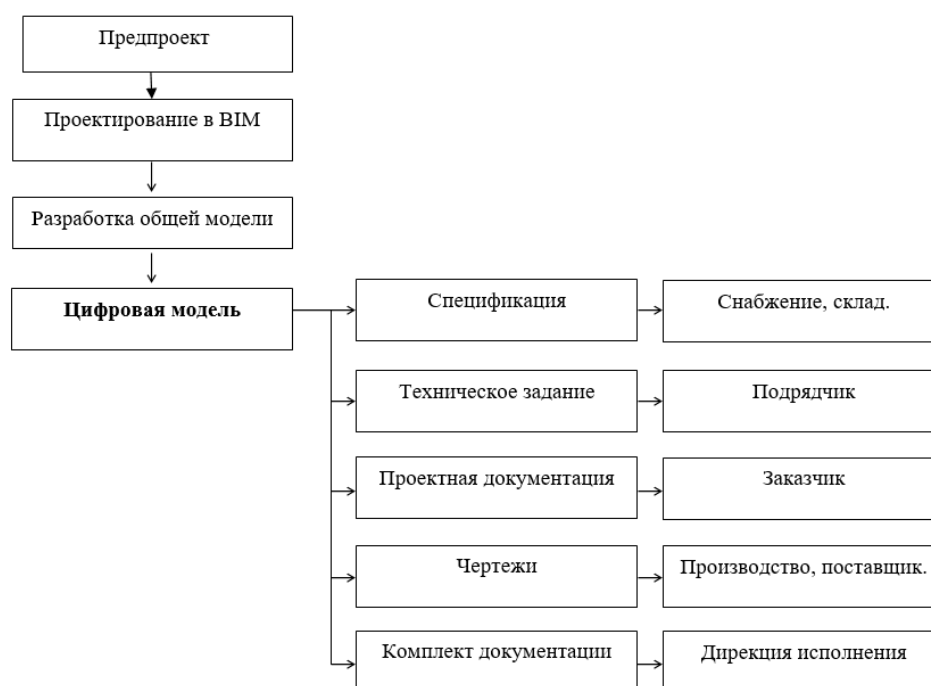 Предпроект
Проектирование в BIM
Разработка общей модели
Цифровая модель
Спецификация
Снабжение, склад.
Техническое задание
Подрядчик
Проектная документация
Заказчик
Чертежи
Производство, поставщик.
Комплект документации
Дирекция исполнения